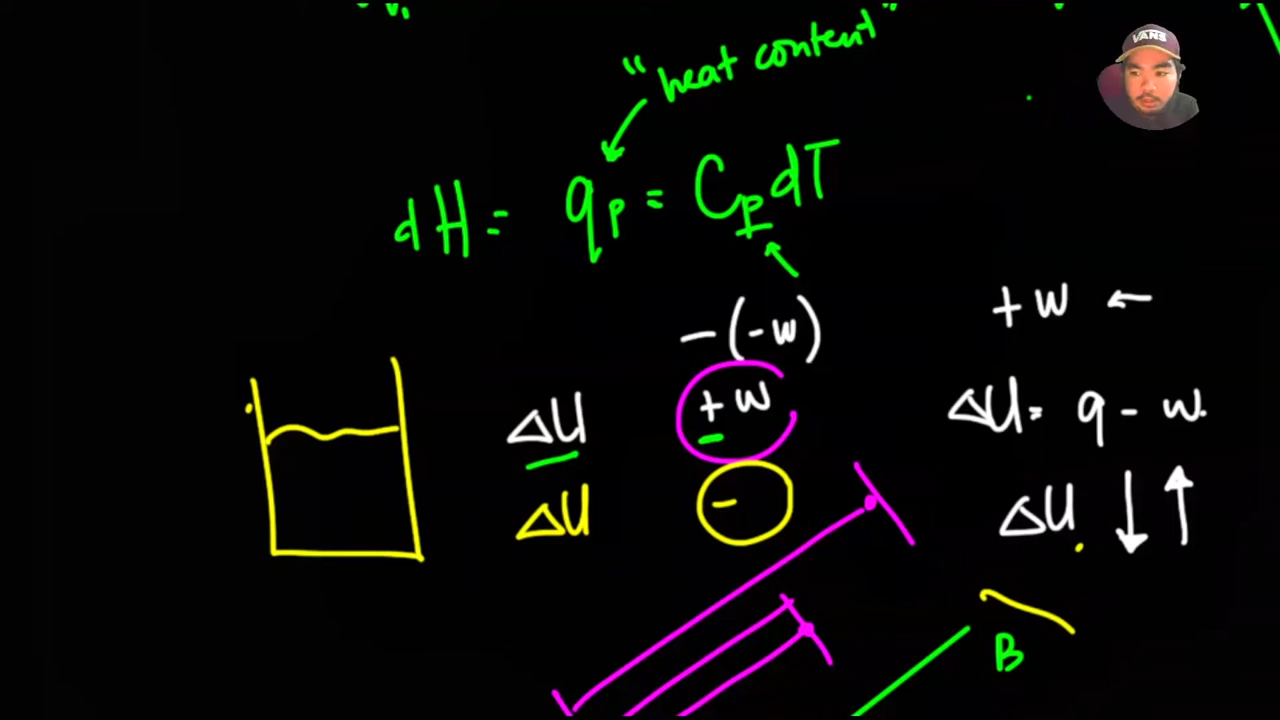 "heat content"
VANS
dH = qp = CpdT
-(-w)
+w ←
ΔU +w
ΔU = q - w.
ΔU -
ΔU ↓ ↑
B